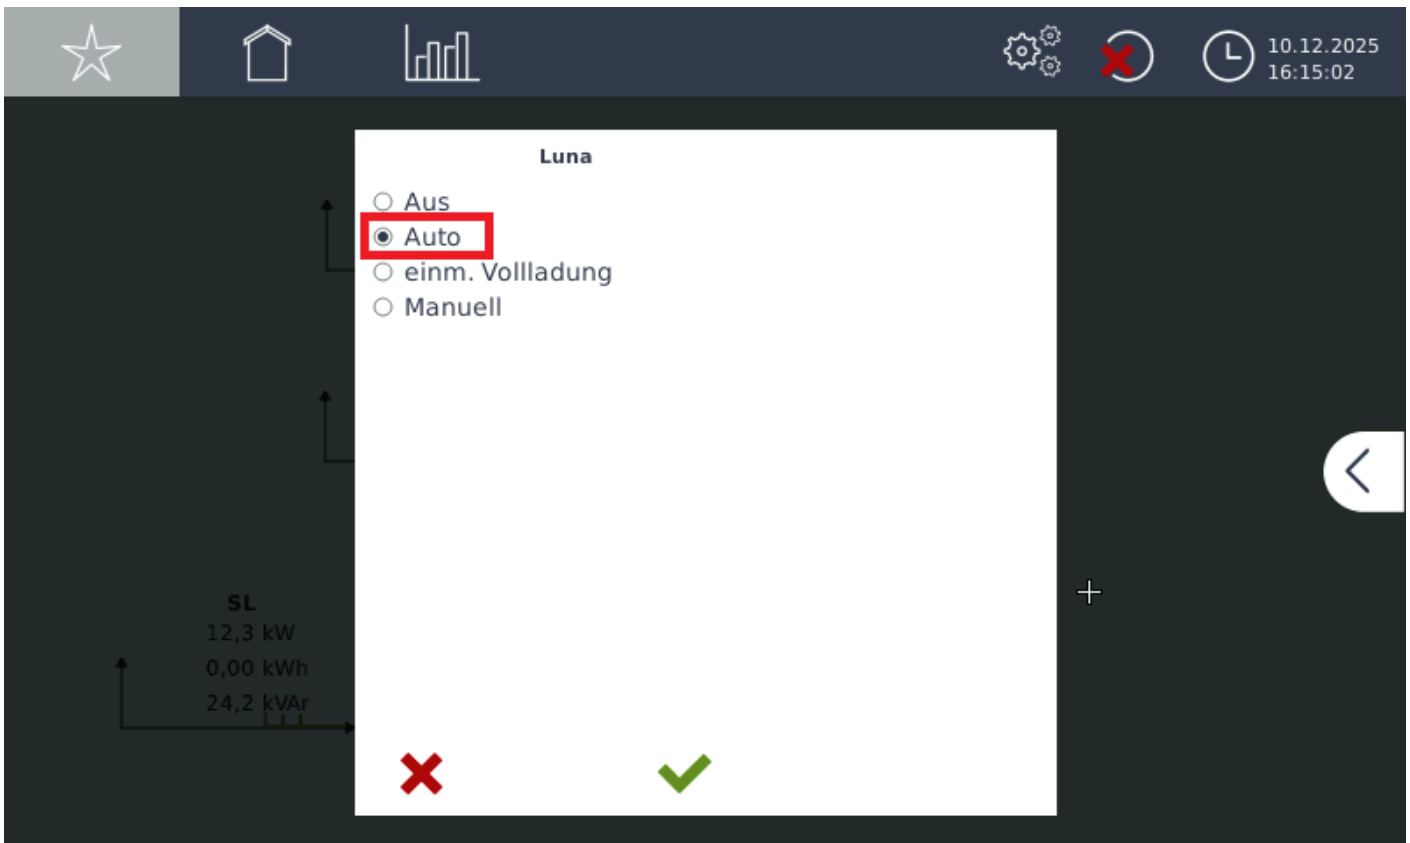 10.12.2025
16:15:02
Luna
Aus
Auto
einm. Vollladung
Manuell
SL
12,3 kW
0,00 kWh
24,2 kVAr